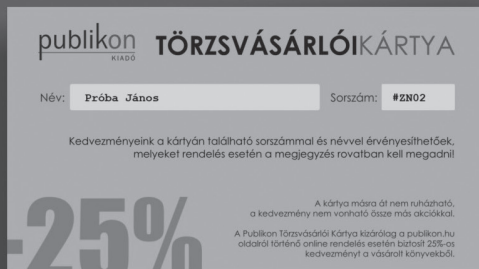 publikon TÖRZSVÁSÁRLÓIKÁRTYA
KIADÓ
Név: Próba János Sorszám: #ZN02
Kedvezményeink a kártyán található sorszámmal és névvel érvényesíthetőek,
melyeket rendelés esetén a megjegyzés rovatban kell megadni!
-25%
A kártya másra át nem ruházható,
a kedvezmény nem vonható össze más akciókkal.
A Publikon Törzsvásárlói Kártya kizárólag a publikon.hu
oldalról történő online rendelés esetén biztosít 25%-os
kedvezményt a vásárolt könyvekből.